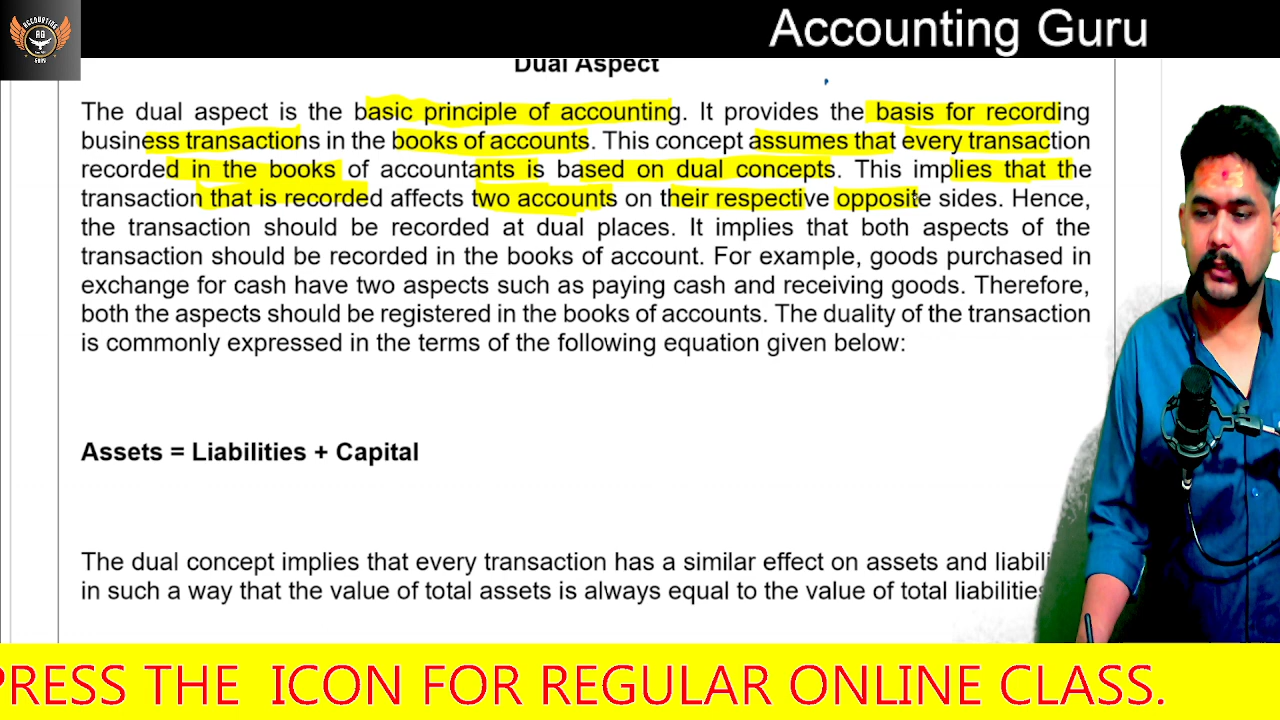 Accounting Guru
ACCOUNTING
AG
GURU
Dual Aspect
The dual aspect is the basic principle of accounting. It provides the basis for recording
business transactions in the books of accounts. This concept assumes that every transaction
recorded in the books of accountants is based on dual concepts. This implies that the
transaction that is recorded affects two accounts on their respective opposite sides. Hence,
the transaction should be recorded at dual places. It implies that both aspects of the
transaction should be recorded in the books of account. For example, goods purchased in
exchange for cash have two aspects such as paying cash and receiving goods. Therefore,
both the aspects should be registered in the books of accounts. The duality of the transaction
is commonly expressed in the terms of the following equation given below:
Assets = Liabilities + Capital
The dual concept implies that every transaction has a similar effect on assets and liabili
in such a way that the value of total assets is always equal to the value of total liabilities
PRESS THE ICON FOR REGULAR ONLINE CLASS.